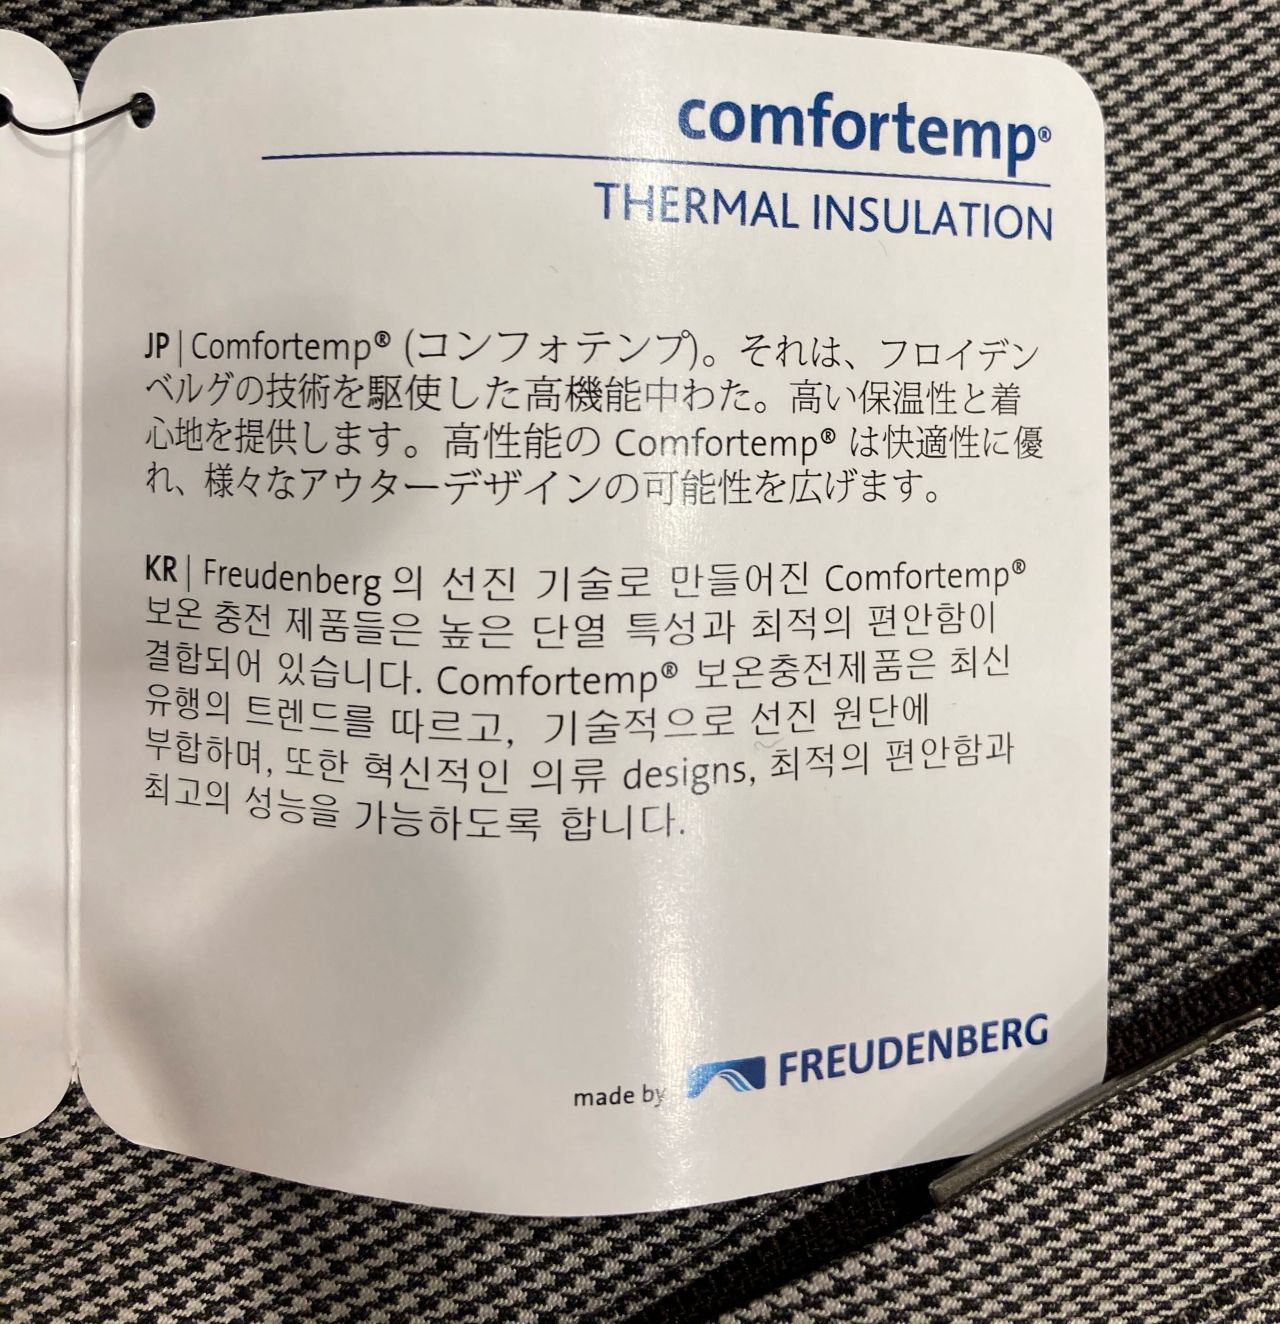 comfortemp®
THERMAL INSULATION
JP | Comfortemp® (コンフォテンプ)。それは、フロイデン
ベルグの技術を駆使した高機能中わた。高い保温性と着
心地を提供します。高性能の Comfortemp® は快適性に優
れ、様々なアウターデザインの可能性を広げます。
KR | Freudenberg 의 선진 기술로 만들어진 Comfortemp®
보온 충전 제품들은 높은 단열 특성과 최적의 편안함이
결합되어 있습니다. Comfortemp® 보온충전제품은 최신
유행의 트렌드를 따르고, 기술적으로 선진 원단에
부합하며, 또한 혁신적인 의류 designs, 최적의 편안함과
최고의 성능을 가능하도록 합니다.
made by FREUDENBERG